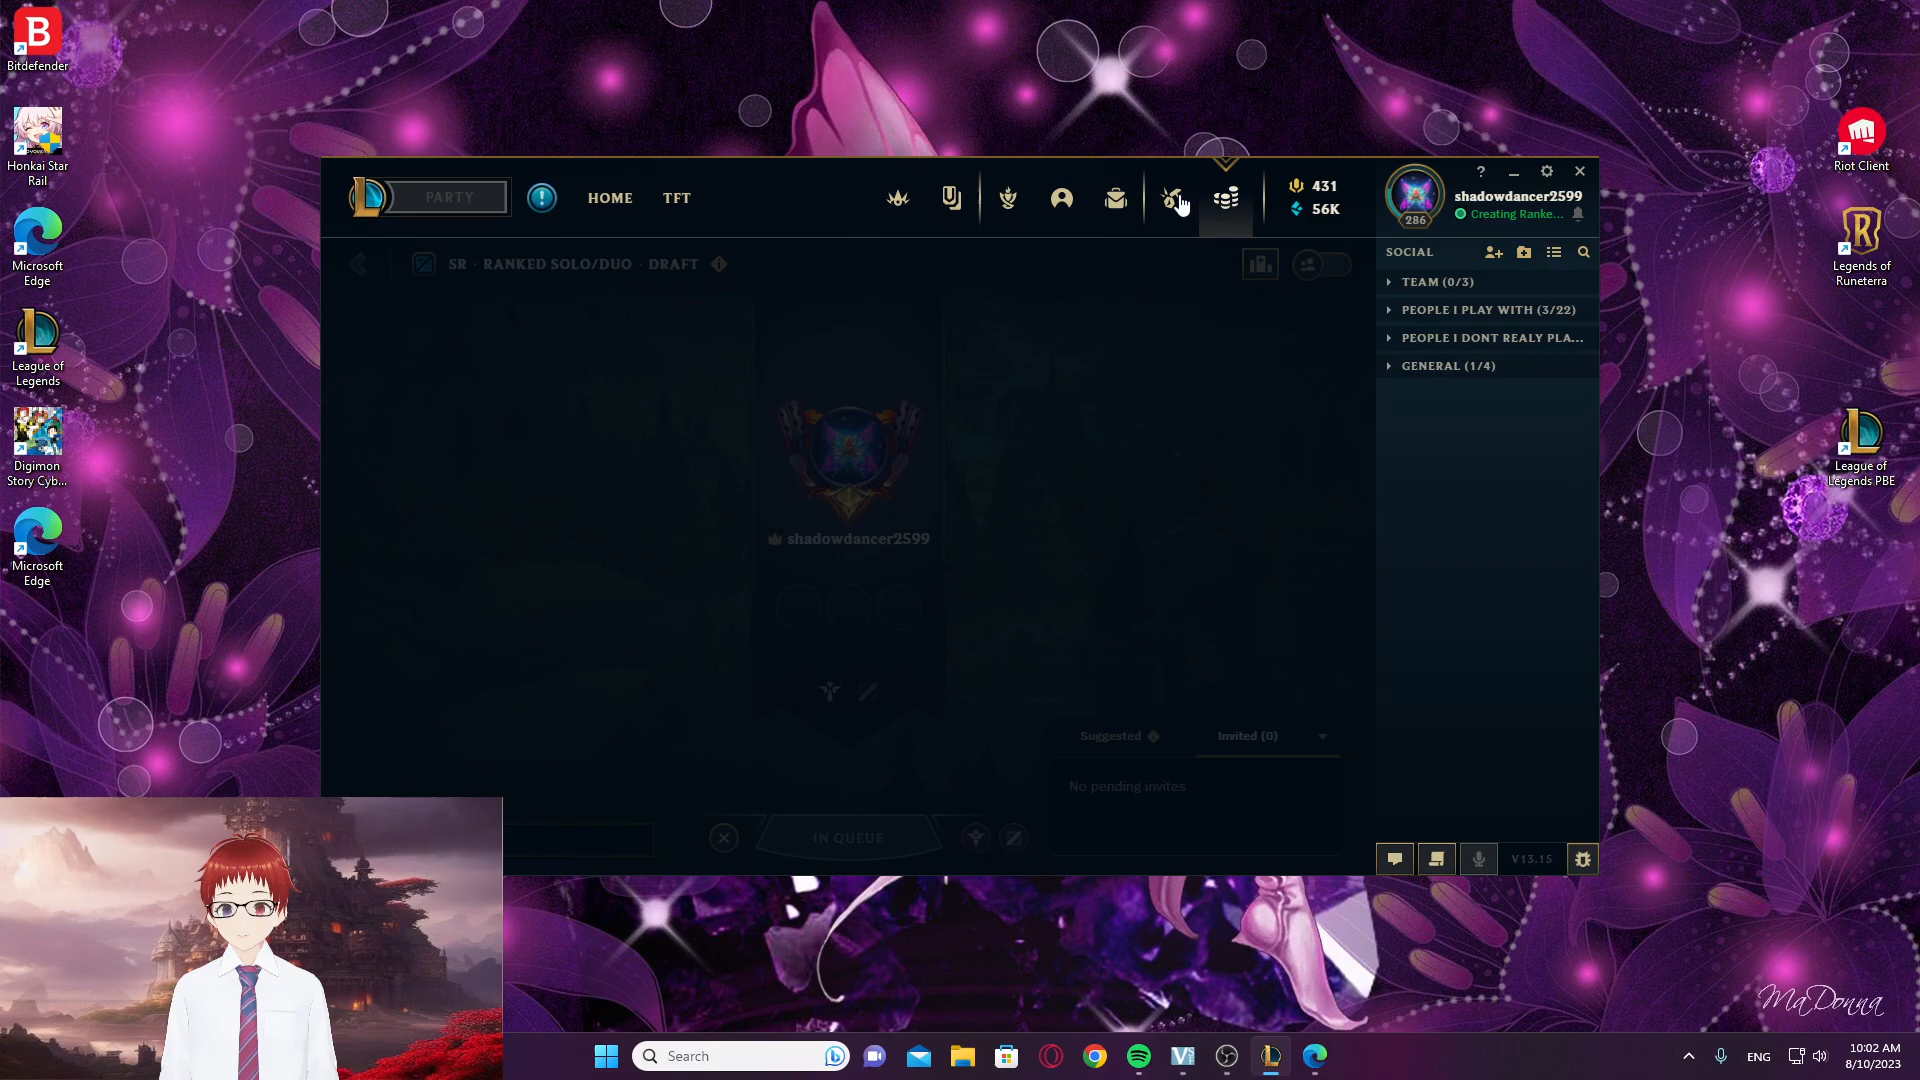 Bitdefender
Honkai Star
Rail
Microsoft
Edge
League of
Legends
Digimon
Story Cyb...
Microsoft
Edge
PARTY
HOME
TFT
431
56K
286
shadowdancer2599
Creating Ranke...
SR · RANKED SOLO/DUO · DRAFT
shadowdancer2599
Suggested
Invited (0)
No pending invites
IN QUEUE
SOCIAL
TEAM (0/3)
PEOPLE I PLAY WITH (3/22)
PEOPLE I DONT REALY PLA...
GENERAL (1/4)
V13.15
Riot Client
Legends of
Runeterra
League of
Legends PBE
MaDonna
Search
ENG
10:02 AM
8/10/2023